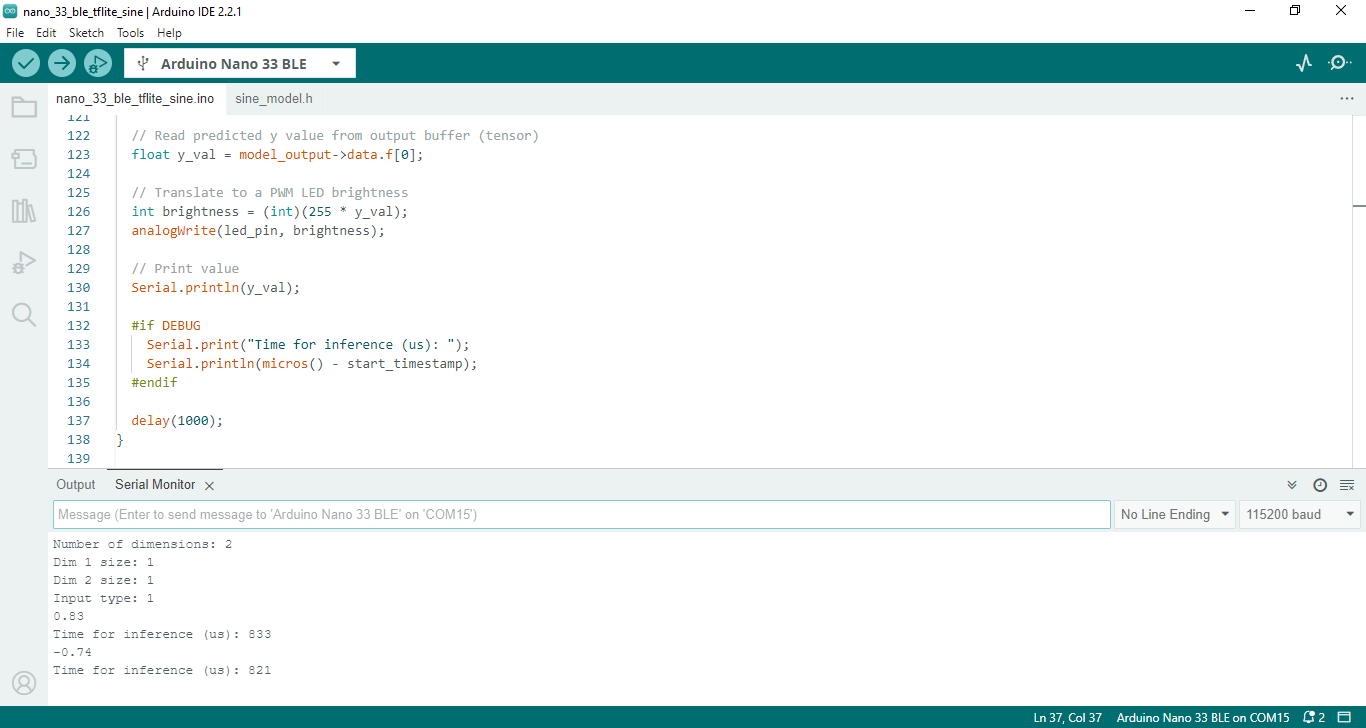 nano_33_ble_tflite_sine | Arduino IDE 2.2.1
File Edit Sketch Tools Help
Arduino Nano 33 BLE
nano_33_ble_tflite_sine.ino sine_model.h
121
122 // Read predicted y value from output buffer (tensor)
123 float y_val = model_output->data.f[0];
124
125 // Translate to a PWM LED brightness
126 int brightness = (int)(255 * y_val);
127 analogWrite(led_pin, brightness);
128
129 // Print value
130 Serial.println(y_val);
131
132 #if DEBUG
133 Serial.print("Time for inference (us): ");
134 Serial.println(micros() - start_timestamp);
135 #endif
136
137 delay(1000);
138 }
139
Output Serial Monitor
Message (Enter to send message to 'Arduino Nano 33 BLE' on 'COM15') No Line Ending 115200 baud
Number of dimensions: 2
Dim 1 size: 1
Dim 2 size: 1
Input type: 1
0.83
Time for inference (us): 833
-0.74
Time for inference (us): 821
Ln 37, Col 37 Arduino Nano 33 BLE on COM15 2